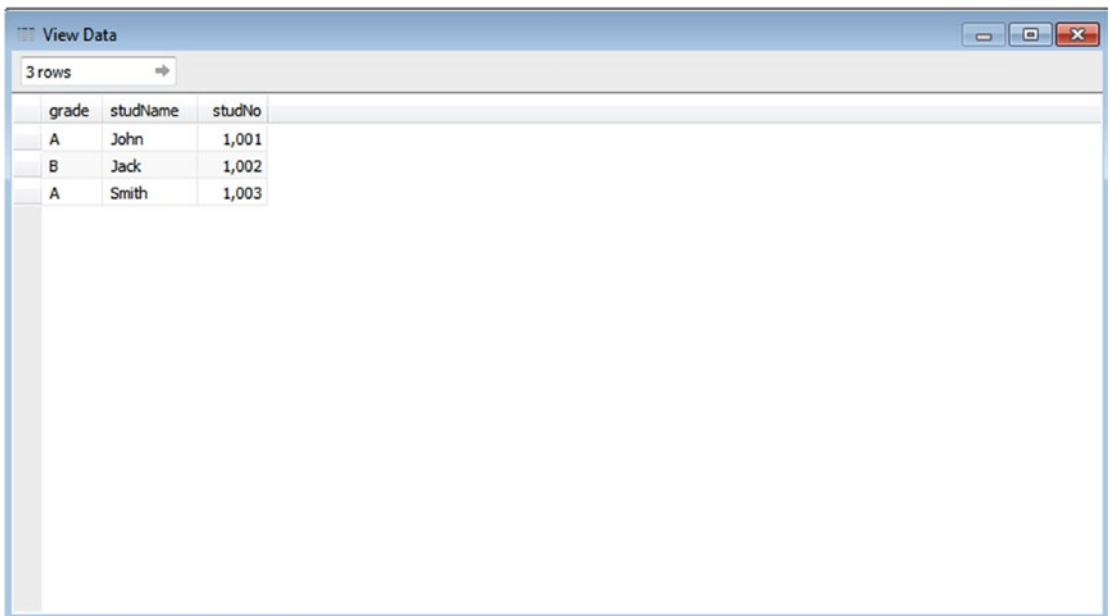 View Data
3 rows
grade studName studNo
A John 1,001
B Jack 1,002
A Smith 1,003